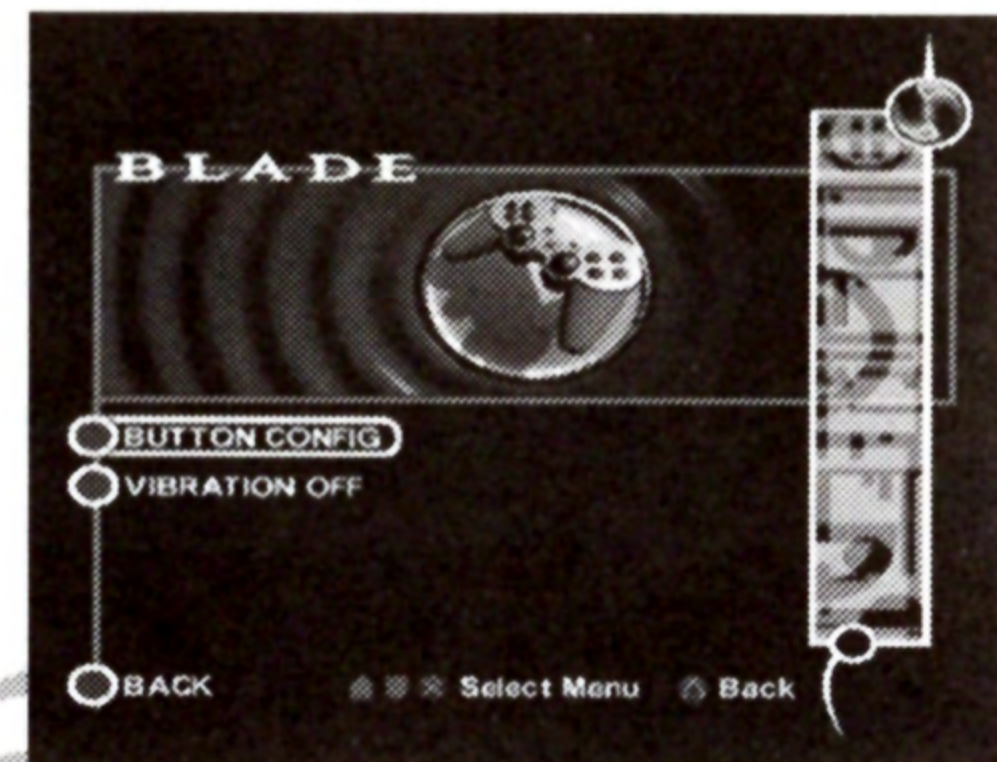 BLADE
BUTTON CONFIG
VIBRATION OFF
BACK
Select Menu
Back